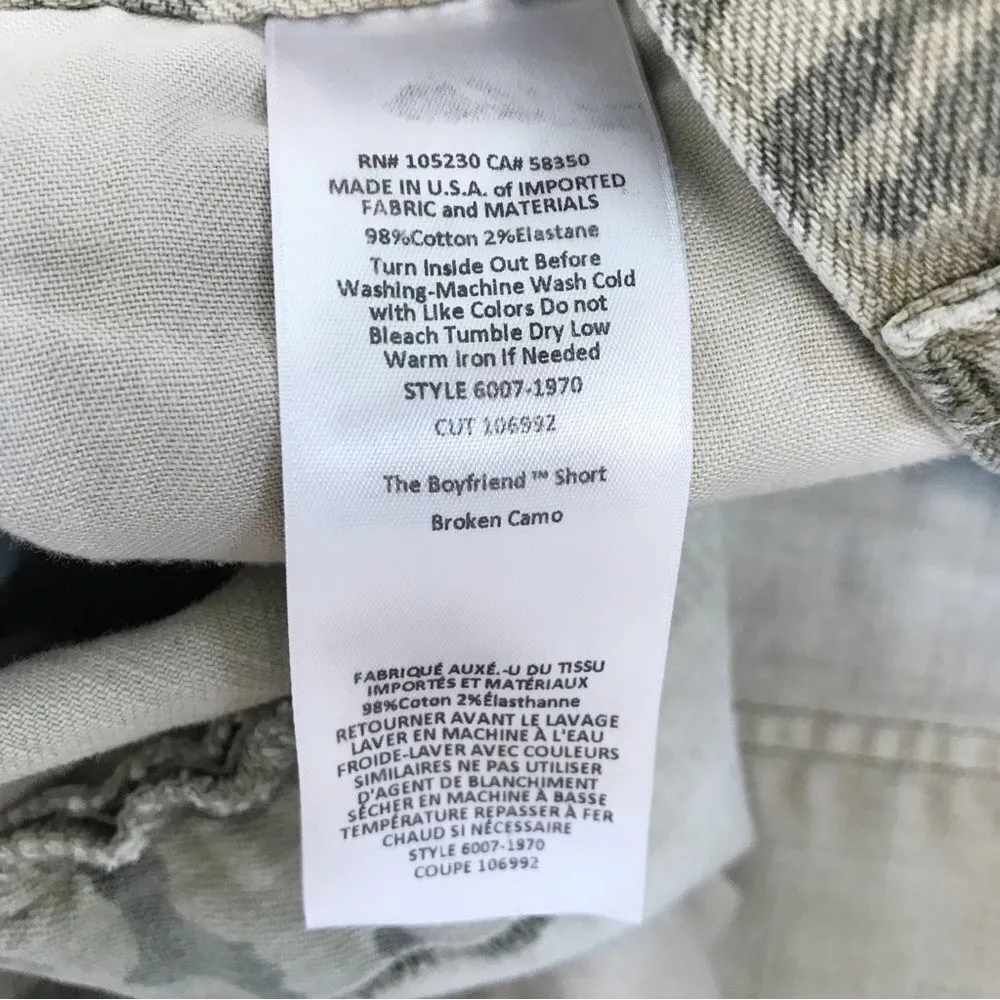 RN# 105230 CA# 58350
MADE IN U.S.A. of IMPORTED
FABRIC and MATERIALS
98%Cotton 2%Elastane
Turn Inside Out Before
Washing-Machine Wash Cold
with Like Colors Do not
Bleach Tumble Dry Low
Warm Iron If Needed
STYLE 6007-1970
CUT 106992
The Boyfriend ™ Short
Broken Camo
FABRIQUÉ AUXÉ.-U DU TISSU
IMPORTÉS ET MATÉRIAUX
98%Coton 2%Élasthanne
RETOURNER AVANT LE LAVAGE
LAVER EN MACHINE À L'EAU
FROIDE-LAVER AVEC COULEURS
SIMILAIRES NE PAS UTILISER
D'AGENT DE BLANCHIMENT
SÉCHER EN MACHINE À BASSE
TEMPÉRATURE REPASSER À FER
CHAUD SI NÉCESSAIRE
STYLE 6007-1970
COUPE 106992